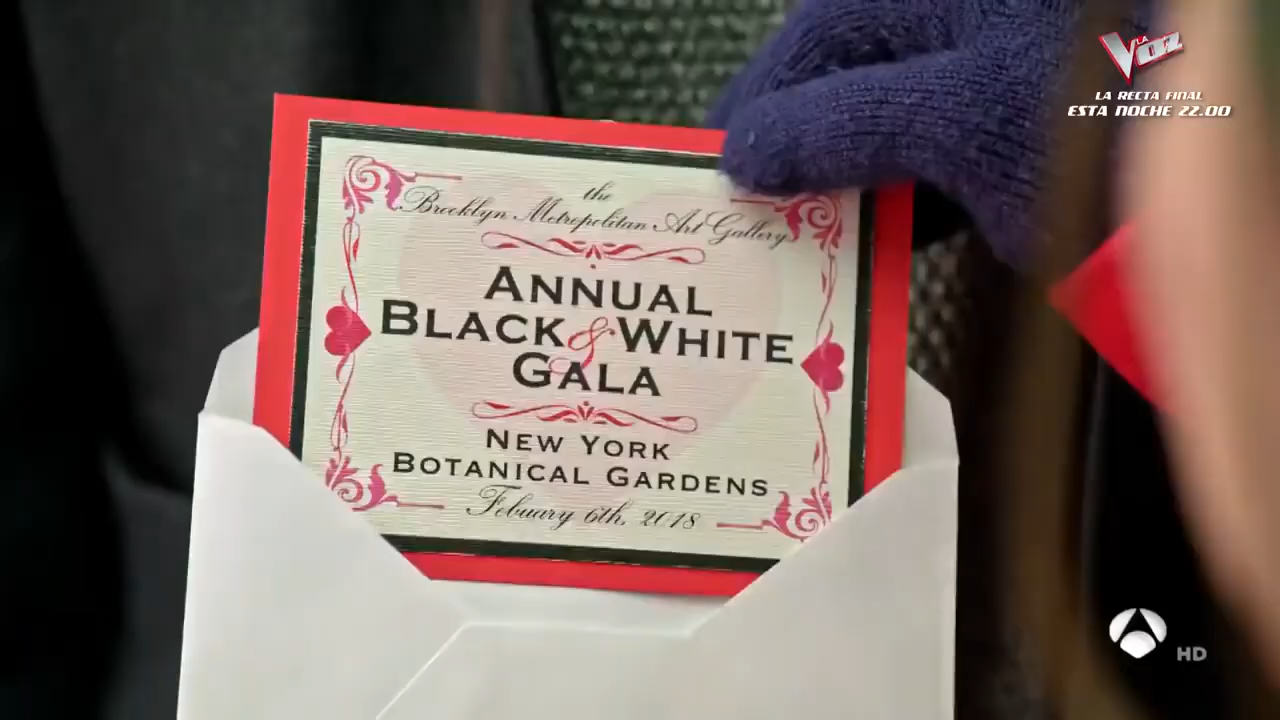 LA VOZ
LA RECTA FINAL
ESTA NOCHE 22.00
the
Brooklyn Metropolitan Art Gallery
ANNUAL
BLACK & WHITE
GALA
NEW YORK
BOTANICAL GARDENS
Febuary 6th, 2018
HD